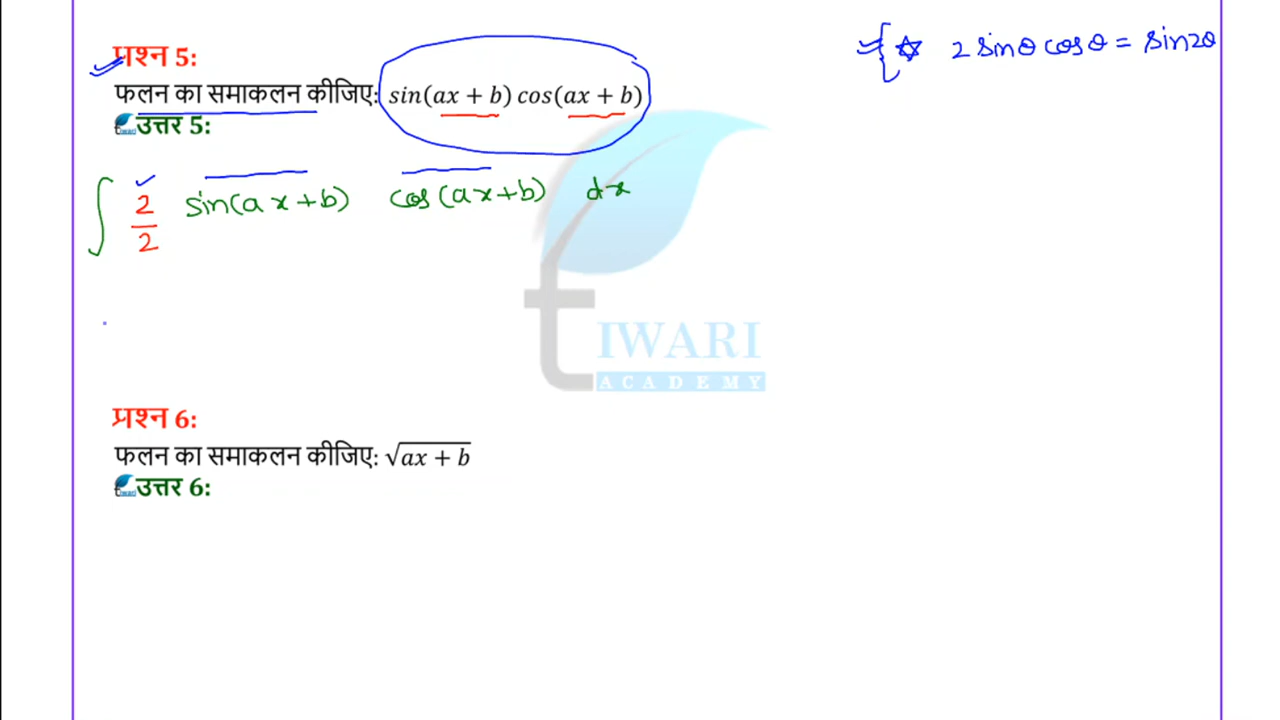 प्रश्न 5:
2 sinθ cosθ = sin2θ
फलन का समाकलन कीजिए: sin(ax + b) cos(ax + b)
उत्तर 5:
∫ 2/2 sin(ax+b) cos(ax+b) dx
tIWARI
ACADEMY
प्रश्न 6:
फलन का समाकलन कीजिए: √ax + b
उत्तर 6: